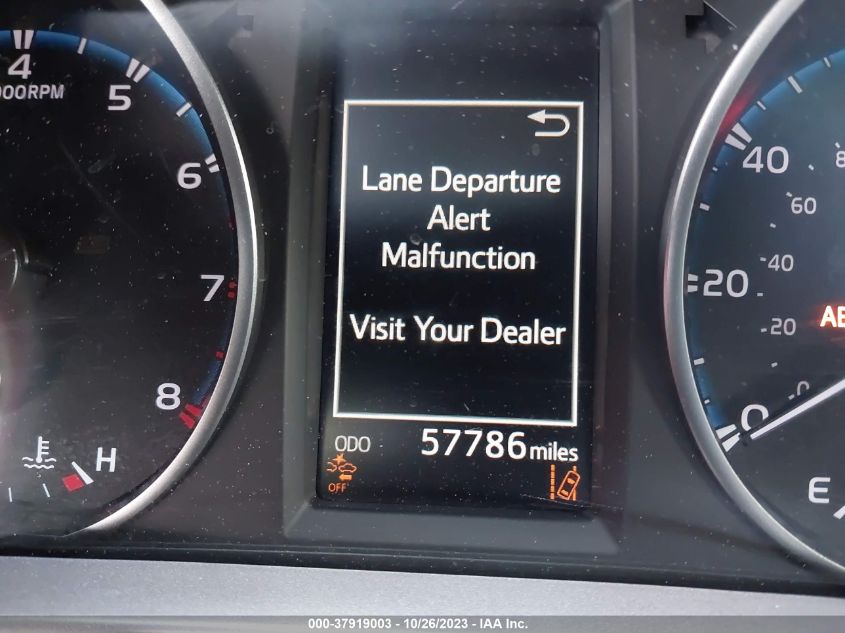 4
5
6
7
8
H
Lane Departure
Alert
Malfunction
Visit Your Dealer
ODO 57786 miles
OFF
40
60
40
20
20
0
0
E
000-37919003 • 10/26/2023 • IAA Inc.